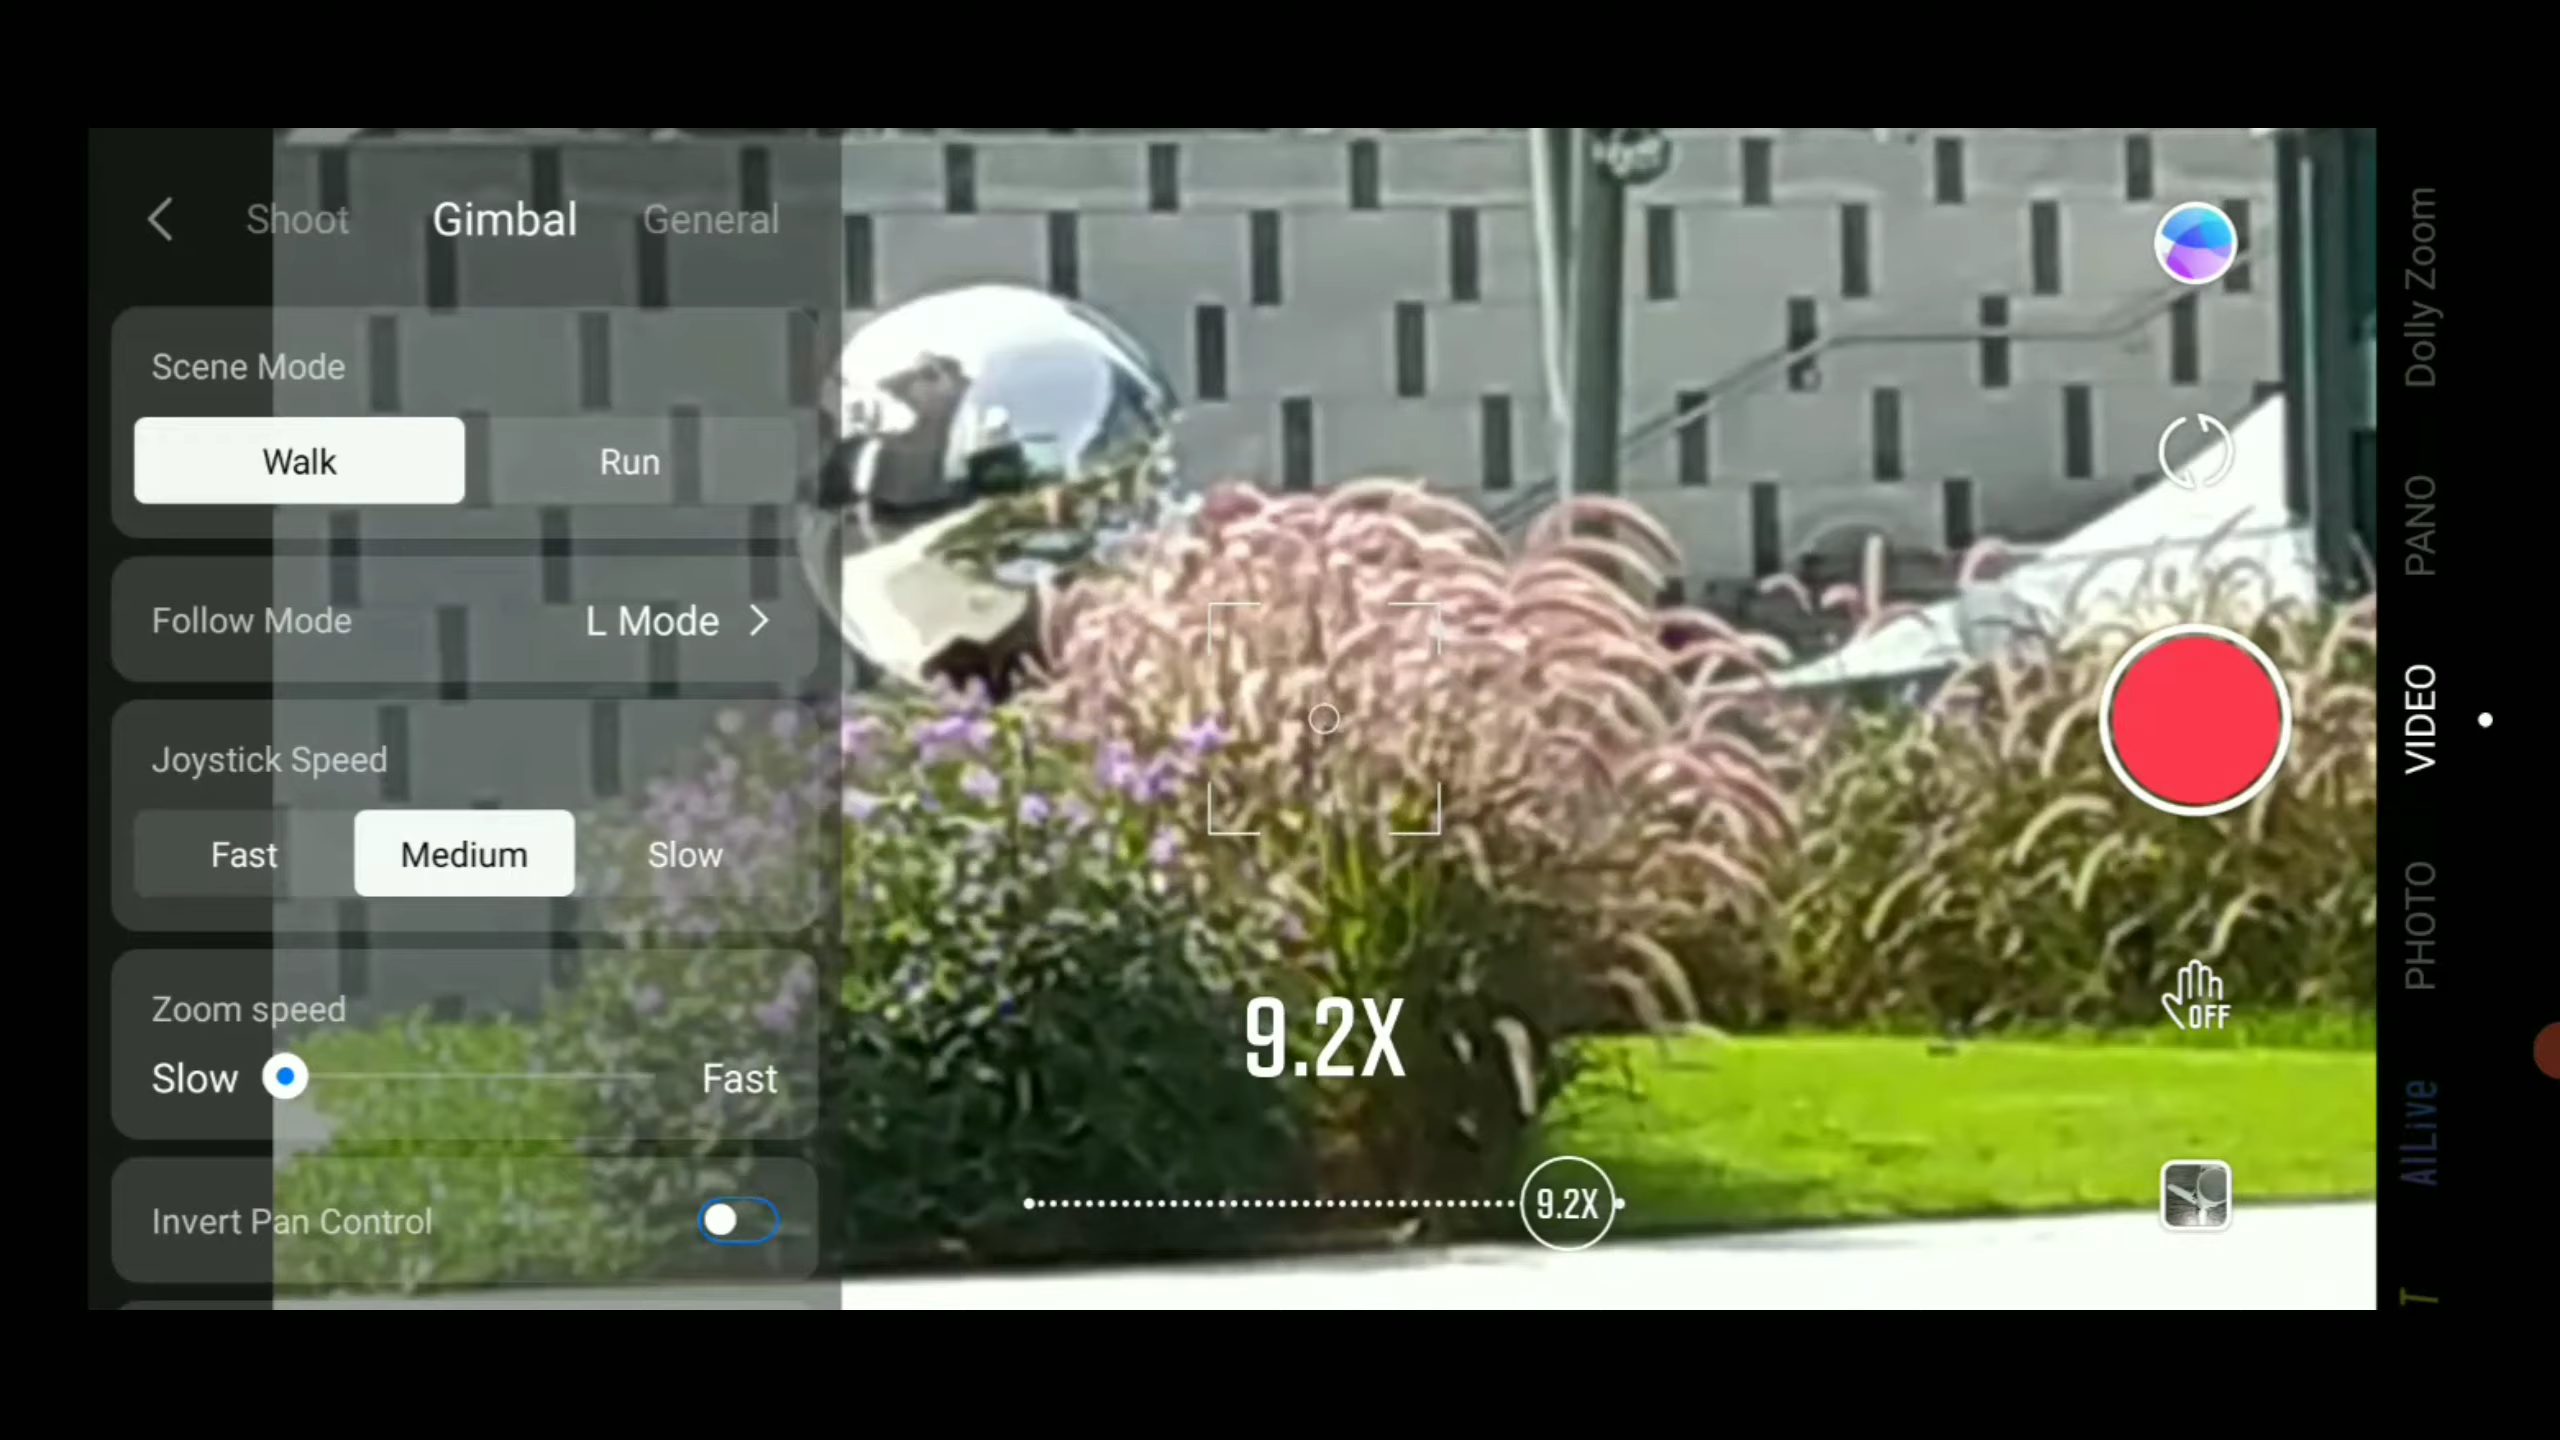 Shoot Gimbal General
Scene Mode
Walk Run
Follow Mode L Mode
Joystick Speed
Fast Medium Slow
Zoom speed
Slow Fast
Invert Pan Control
9.2X
9.2X
OFF
Dolly Zoom
PANO
VIDEO
PHOTO
AILive
T